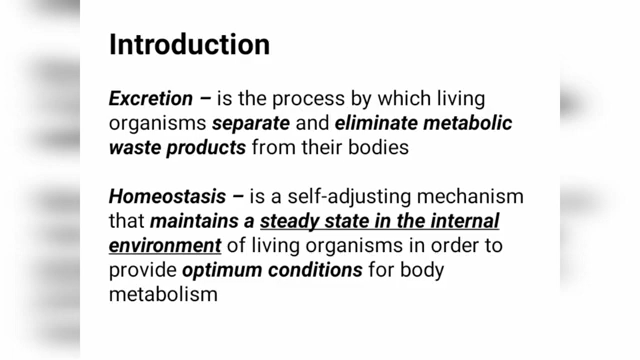 Introduction
Excretion – is the process by which living
organisms separate and eliminate metabolic
waste products from their bodies
Homeostasis – is a self-adjusting mechanism
that maintains a steady state in the internal
environment of living organisms in order to
provide optimum conditions for body
metabolism